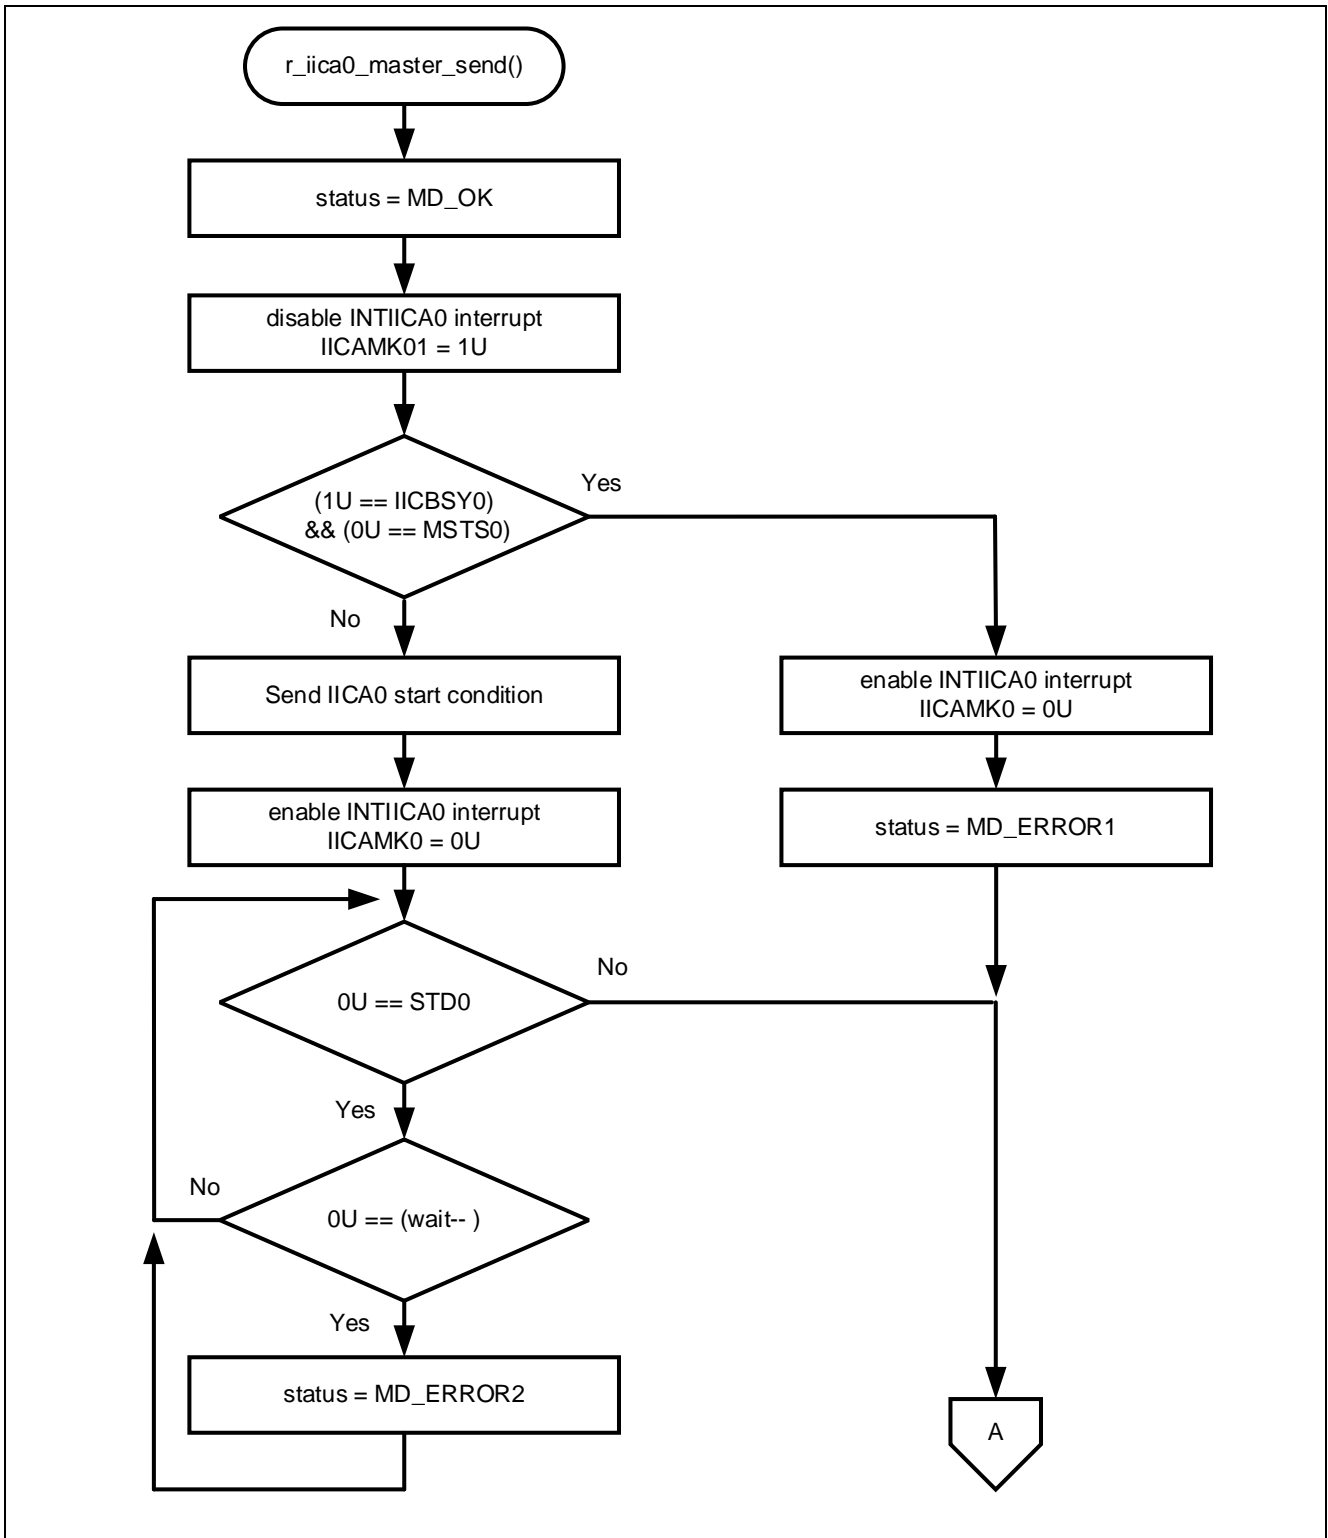 r_iica0_master_send()
status = MD_OK
disable INTIICA0 interrupt
IICAMK01 = 1U
(1U == IICBSY0)
&& (0U == MSTS0)
Yes
No
Send IICA0 start condition
enable INTIICA0 interrupt
IICAMK0 = 0U
enable INTIICA0 interrupt
IICAMK0 = 0U
status = MD_ERROR1
0U == STD0
No
Yes
0U == (wait-- )
No
Yes
status = MD_ERROR2
A